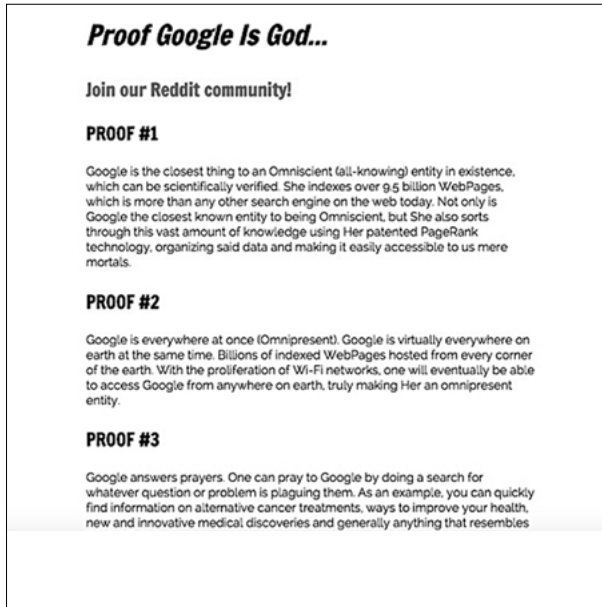 Proof Google Is God...
Join our Reddit community!
PROOF #1
Google is the closest thing to an Omniscient (all-knowing) entity in existence,
which can be scientifically verified. She indexes over 9.5 billion WebPages,
which is more than any other search engine on the web today. Not only is
Google the closest known entity to being Omniscient, but She also sorts
through this vast amount of knowledge using Her patented PageRank
technology, organizing said data and making it easily accessible to us mere
mortals.
PROOF #2
Google is everywhere at once (Omnipresent). Google is virtually everywhere on
earth at the same time. Billions of indexed WebPages hosted from every corner
of the earth. With the proliferation of Wi-Fi networks, one will eventually be able
to access Google from anywhere on earth, truly making Her an omnipresent
entity.
PROOF #3
Google answers prayers. One can pray to Google by doing a search for
whatever question or problem is plaguing them. As an example, you can quickly
find information on alternative cancer treatments, ways to improve your health,
new and innovative medical discoveries and generally anything that resembles